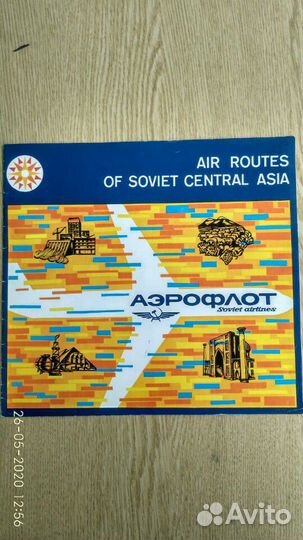 AIR ROUTES
OF SOVIET CENTRAL ASIA
АЭРОФЛОТ
Soviet airlines
26-05-2020 12:56
Avito